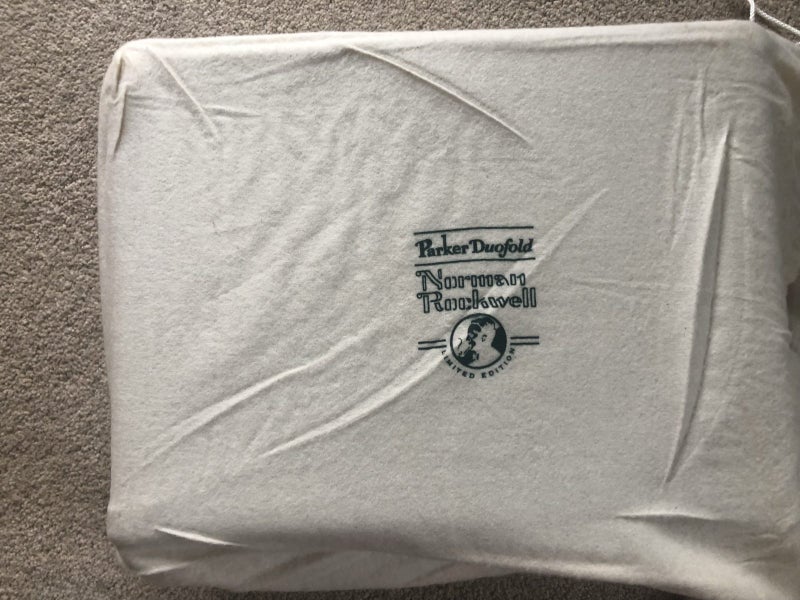 Parker Duofold
Norman
Rockwell
LIMITED EDITION